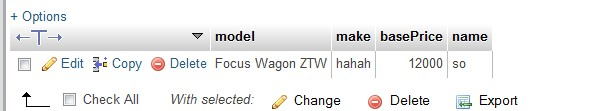 + Options
model make basePrice name
Edit Copy Delete Focus Wagon ZTW hahah 12000 so
Check All With selected: Change Delete Export